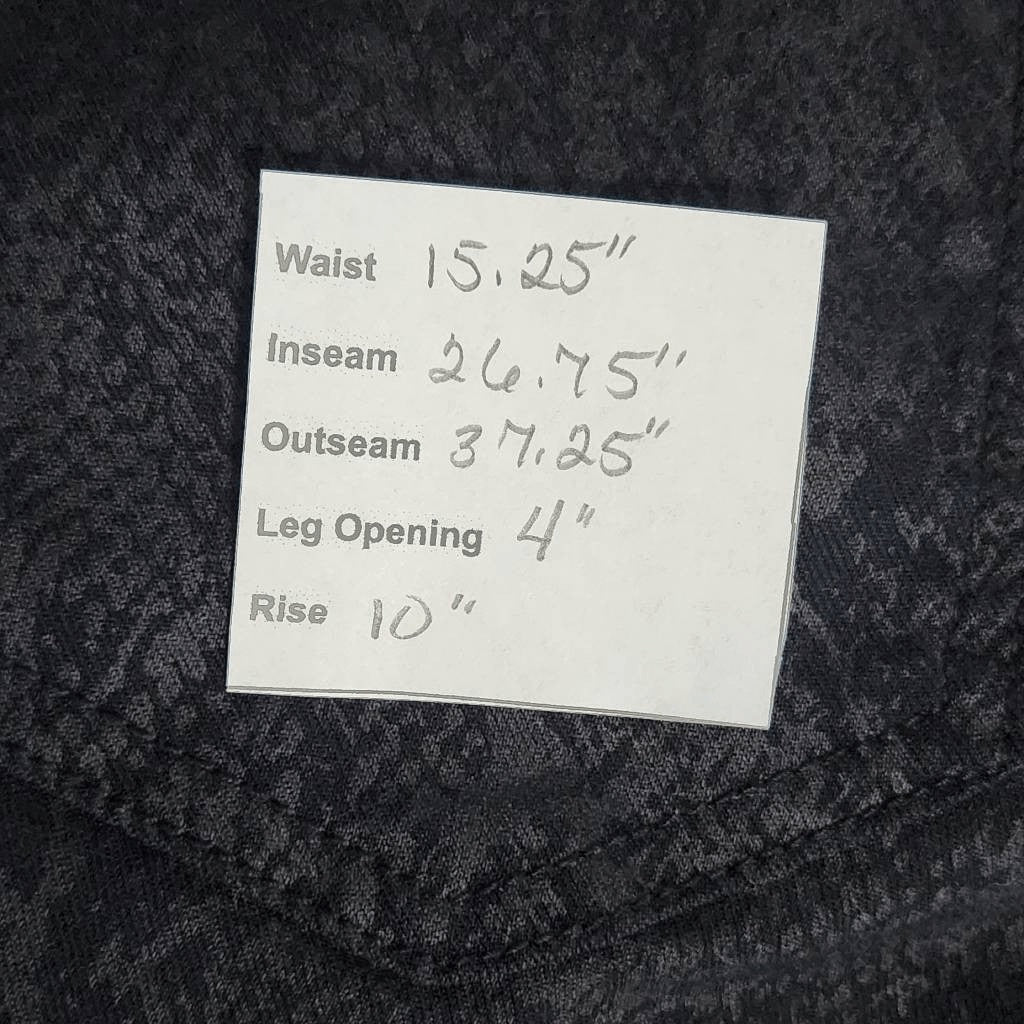 Waist 15.25"
Inseam 26.75"
Outseam 37.25"
Leg Opening 4"
Rise 10"